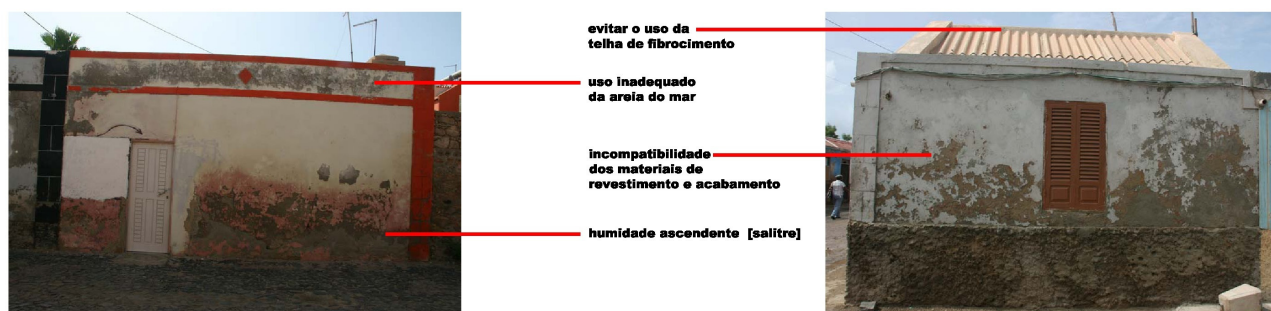 evitar o uso da
telha de fibrocimento
uso inadequado
da areia do mar
incompatibilidade
dos materiais de
revestimento e acabamento
humidade ascendente [salitre]